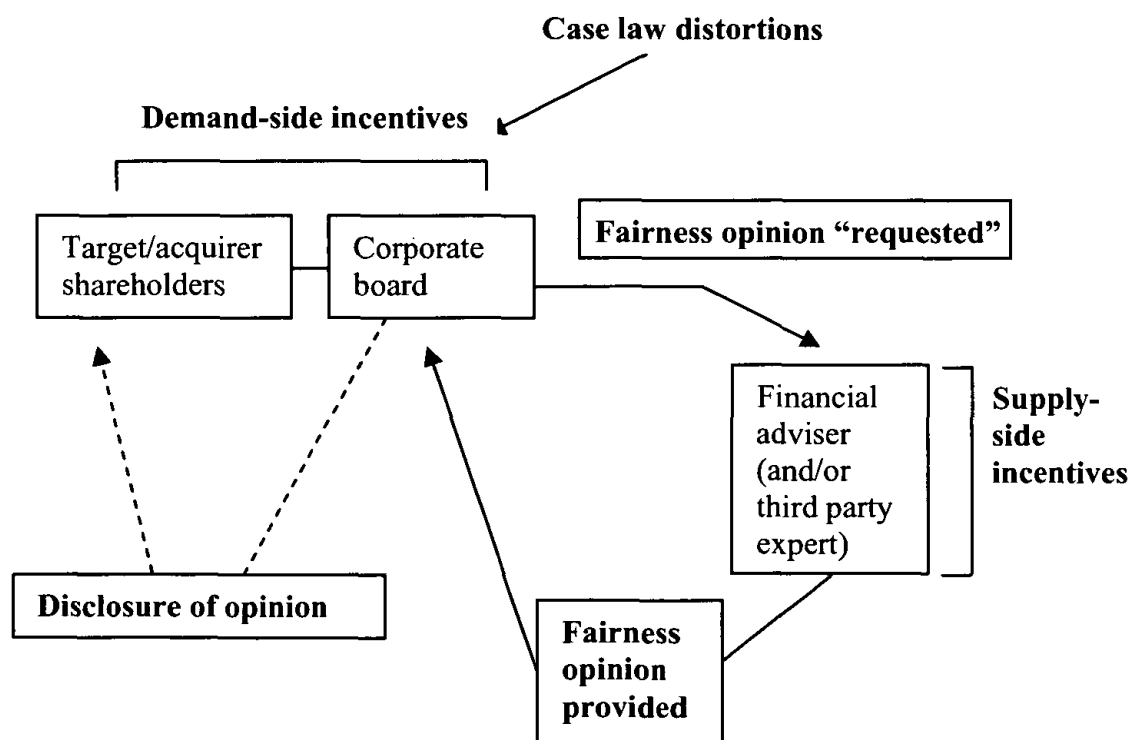 Case law distortions
Demand-side incentives
Target/acquirer
shareholders
Corporate
board
Fairness opinion “requested”
Financial
adviser
(and/or
third party
expert)
Supply-
side
incentives
Disclosure of opinion
Fairness
opinion
provided